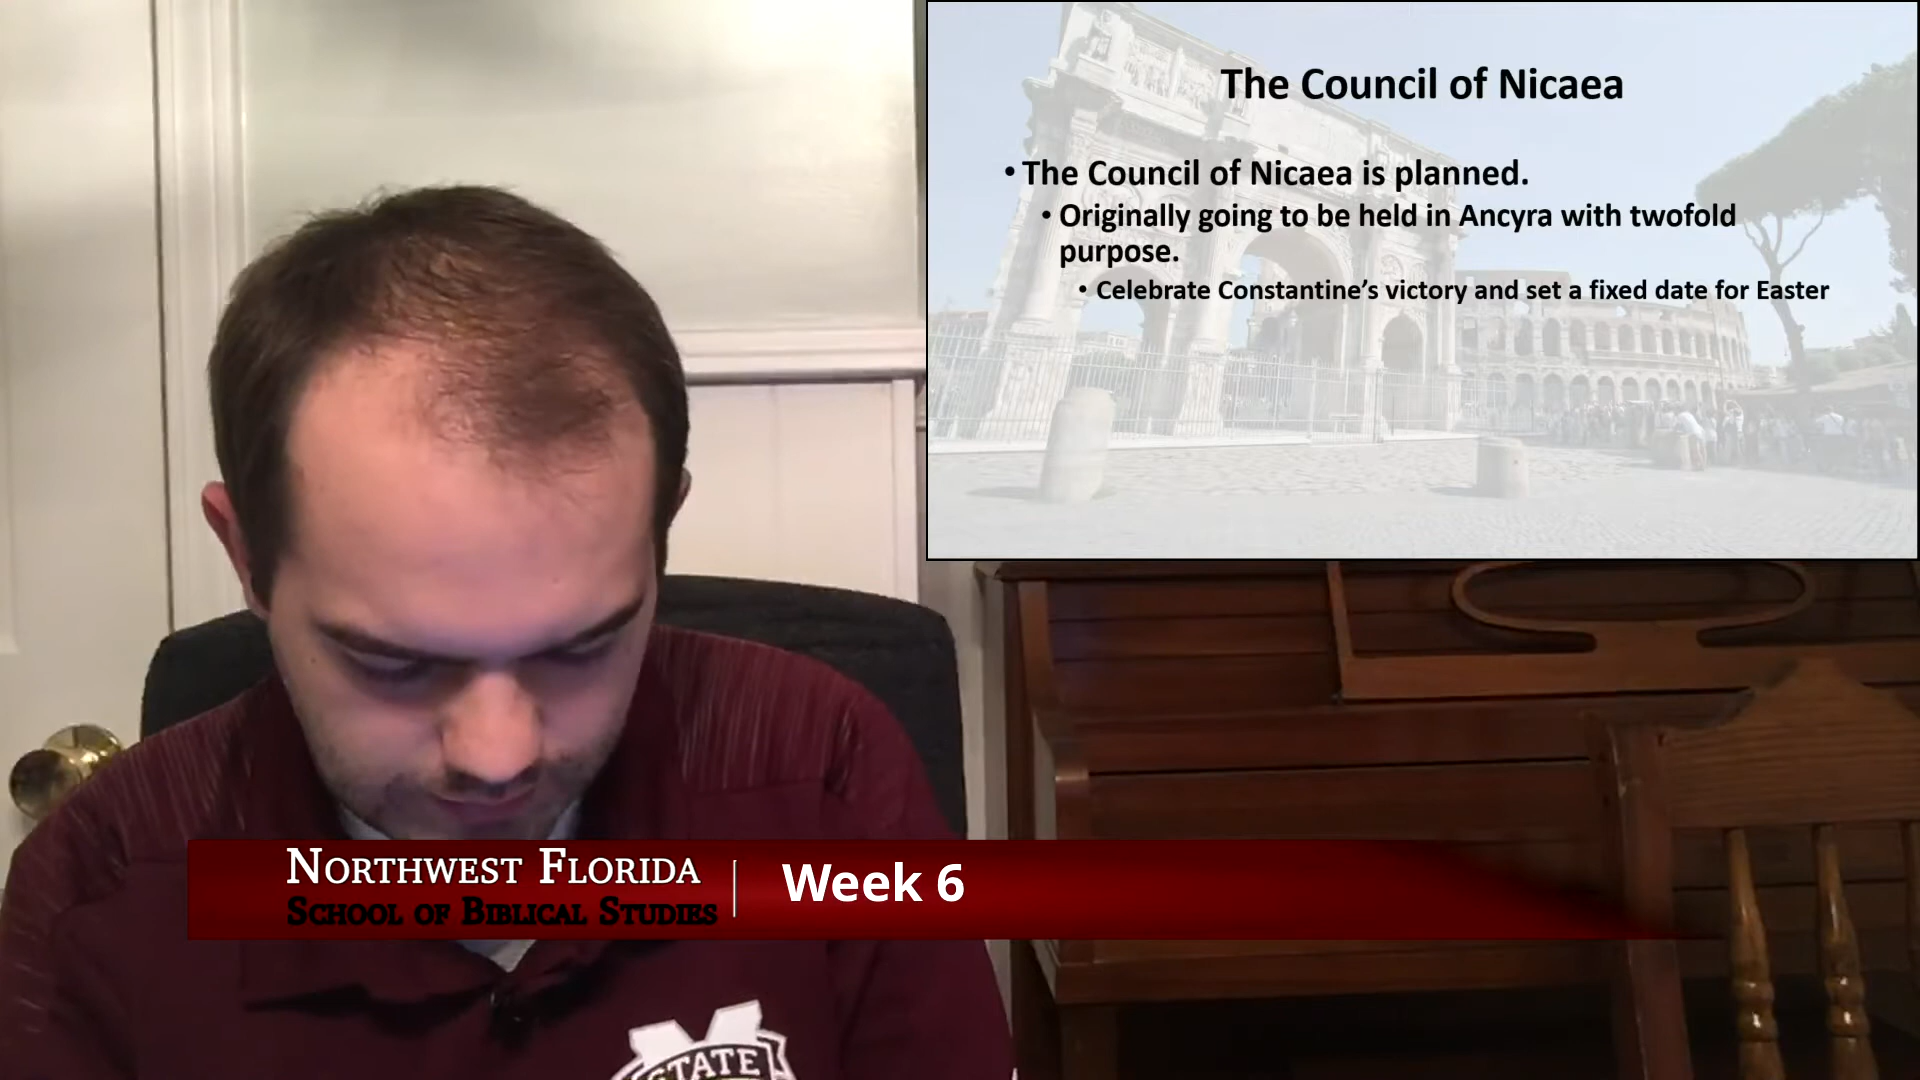 The Council of Nicaea
• The Council of Nicaea is planned.
• Originally going to be held in Ancyra with twofold
purpose.
• Celebrate Constantine’s victory and set a fixed date for Easter
Northwest Florida
School of Biblical Studies
Week 6
M
STATE